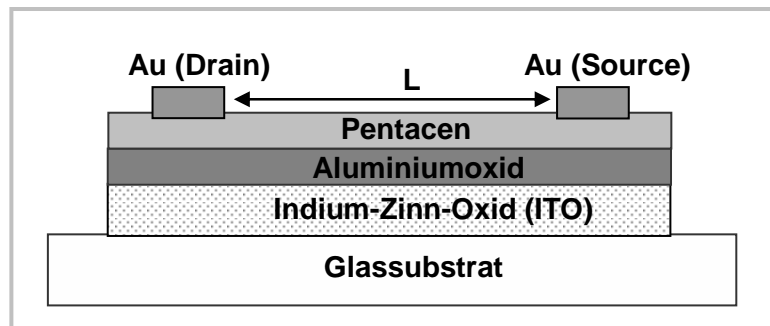 Au (Drain)
L
Au (Source)
Pentacen
Aluminiumoxid
Indium-Zinn-Oxid (ITO)
Glassubstrat